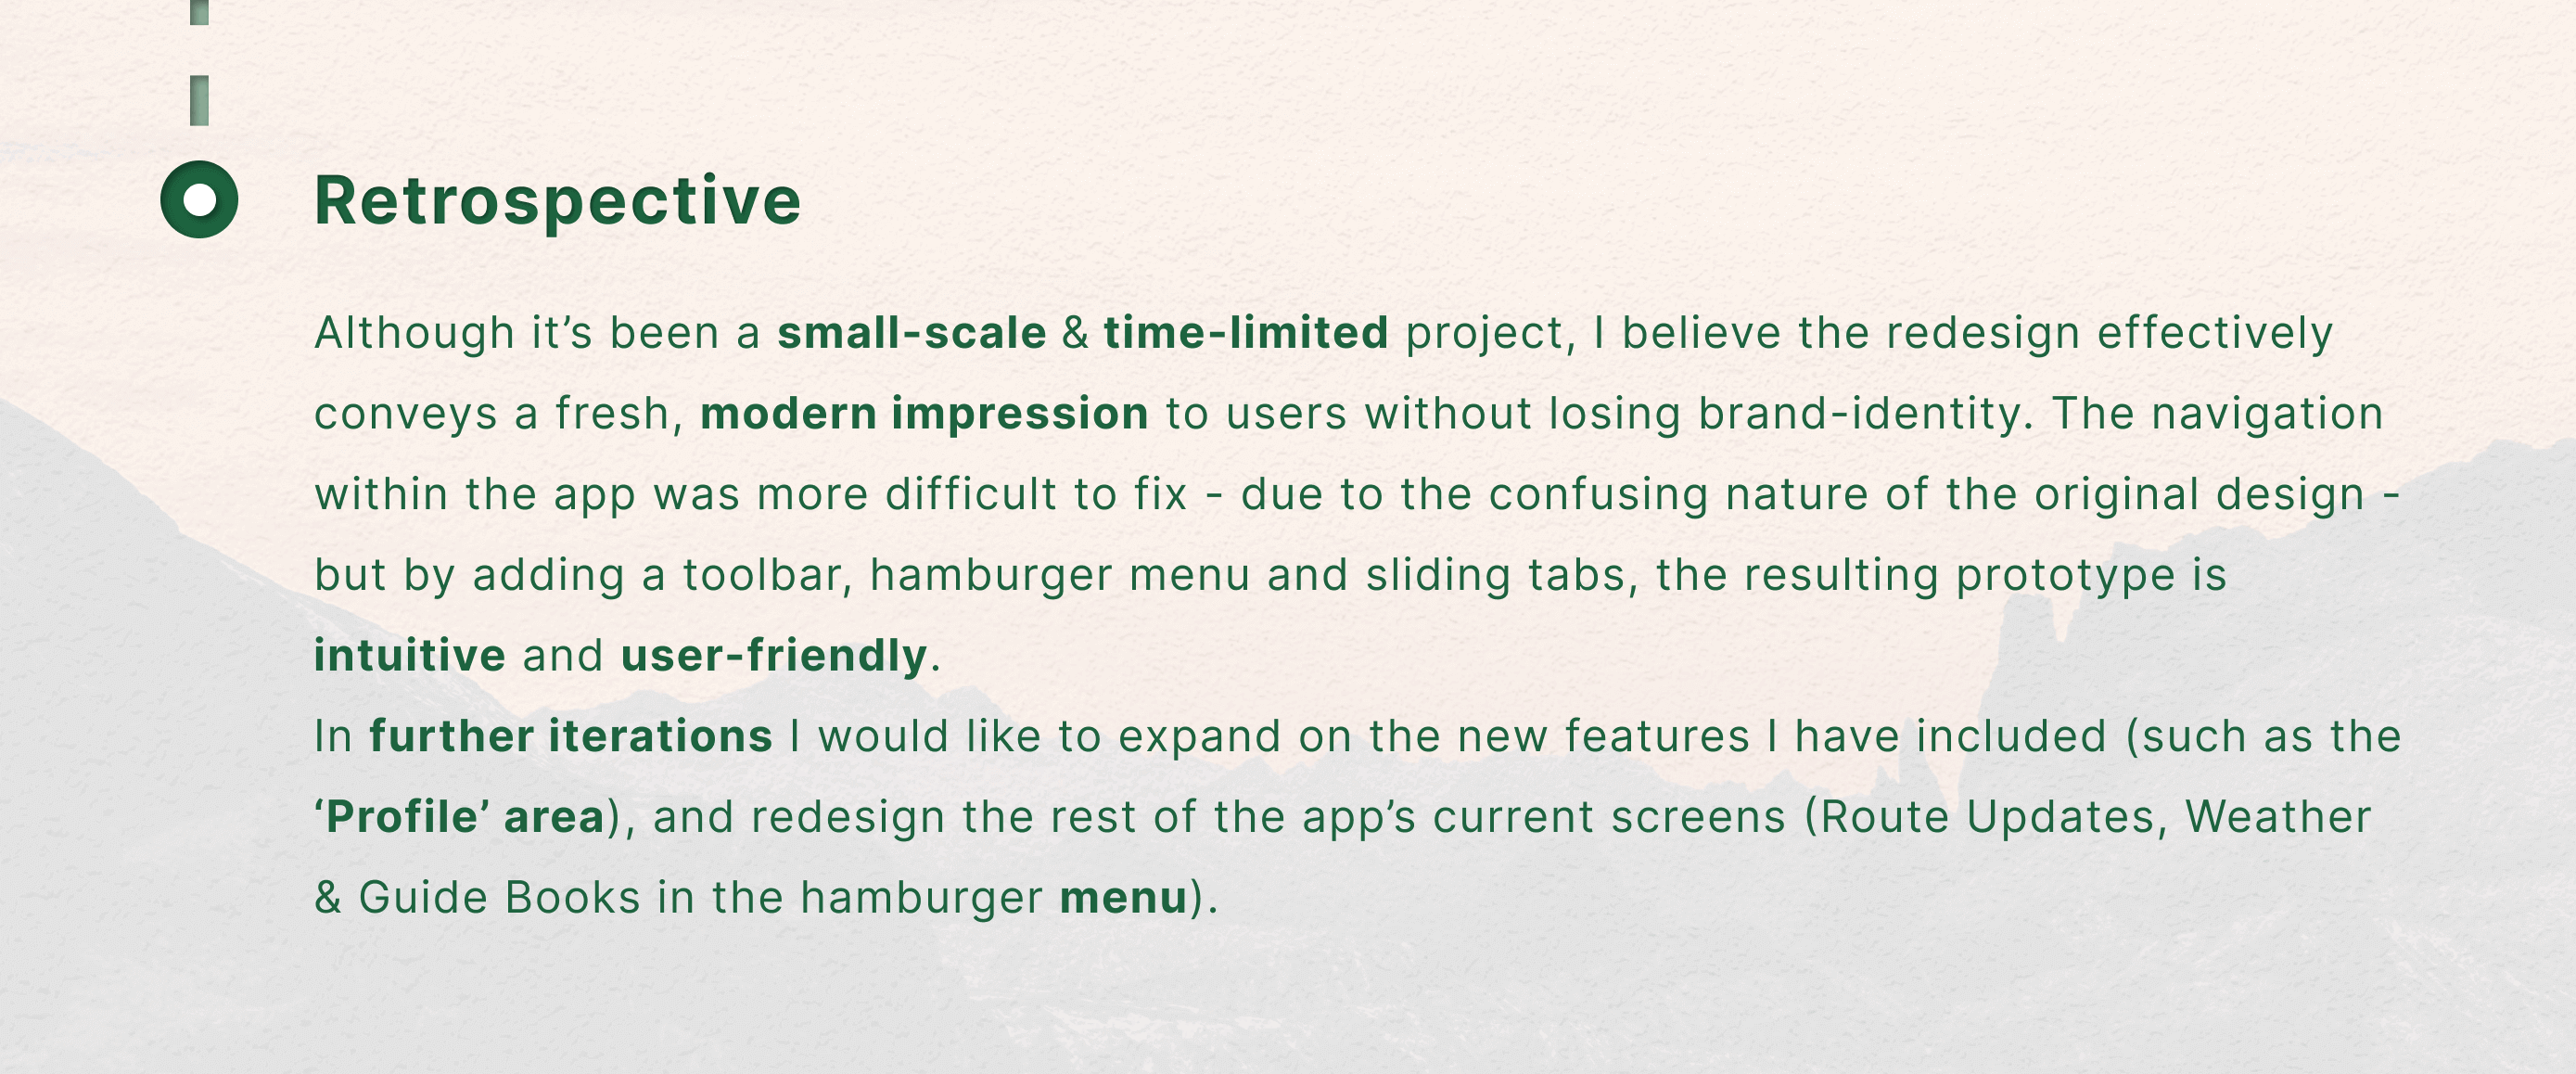 Retrospective
Although it’s been a small-scale & time-limited project, I believe the redesign effectively
conveys a fresh, modern impression to users without losing brand-identity. The navigation
within the app was more difficult to fix - due to the confusing nature of the original design -
but by adding a toolbar, hamburger menu and sliding tabs, the resulting prototype is
intuitive and user-friendly.
In further iterations I would like to expand on the new features I have included (such as the
‘Profile’ area), and redesign the rest of the app’s current screens (Route Updates, Weather
& Guide Books in the hamburger menu).